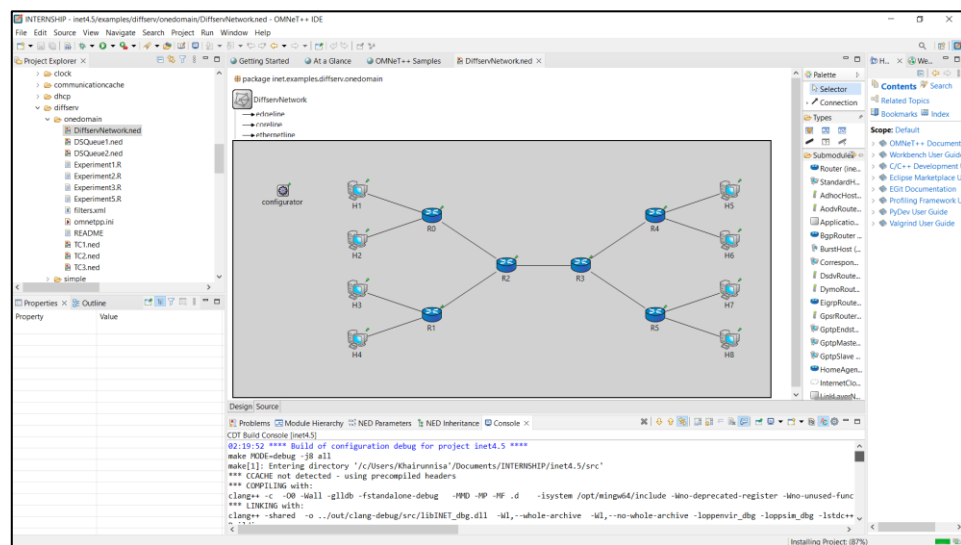 INTERNSHIP - inet4.5/examples/diffserv/onedomain/DiffservNetwork.ned - OMNeT++ IDE
File Edit Source Navigate Search Project Run Window Help
Project Explorer
clock
communicationcache
dhcp
diffserv
onedomain
DiffservNetwork.ned
DSQueue1.ned
DSQueue2.ned
Experiment1.R
Experiment2.R
Experiment3.R
Experiment5.R
filters.xml
omnetpp.ini
README
TC1.ned
TC2.ned
TC3.ned
simple
Properties Outline
Property Value
Getting Started At a Glance OMNeT++ Samples DiffservNetwork.ned
package inet.examples.diffserv.onedomain
DiffservNetwork
edgeline
coreline
ethernetline
configurator
H1
H2
H3
H4
R0
R1
R2
R3
R4
R5
H5
H6
H7
H8
Design Source
Palette
Selector
Connection
Types
Submodules
Router (ine...
StandardH...
AdhocHost...
AodvRoute...
Applicatio...
BgpRouter ...
BurstHost (...
Correspon...
DsdvRoute...
DymoRout...
EigrpRoute...
GpsrRouter...
GptpEndst...
GptpMaste...
GptpSlave ...
HomeAgen...
InternetClo...
LinkLayerN...
H... We...
Contents Search
Related Topics
Bookmarks Index
Scope: Default
OMNeT++ Document
Workbench User Guide
C/C++ Development U
Eclipse Marketplace U
EGit Documentation
Profiling Framework U
PyDev User Guide
Valgrind User Guide
Problems Module Hierarchy NED Parameters NED Inheritance Console
CDT Build Console [inet4.5]
02:19:52 **** Build of configuration debug for project inet4.5 ****
make MODE=debug -j8 all
make[1]: Entering directory '/c/Users/Khairunnisa'/Documents/INTERNSHIP/inet4.5/src'
*** CCACHE not detected - using precompiled headers
*** COMPILING with:
clang++ -c -O0 -Wall -glldb -fstandalone-debug -MMD -MP -MF .d -isystem /opt/mingw64/include -Wno-deprecated-register -Wno-unused-func
*** LINKING with:
clang++ -shared -o ../out/clang-debug/src/libINET_dbg.dll -Wl,--whole-archive -Wl,--no-whole-archive -loppenvir_dbg -loppsim_dbg -lstdc++
Installing Project: (87%)